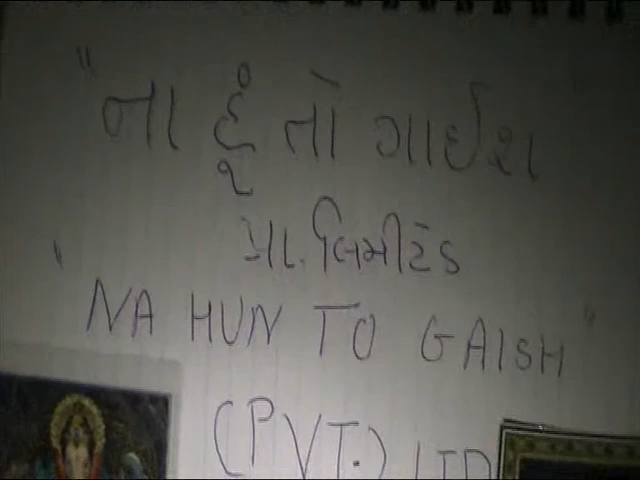 "ના હૂં તો ગાઈશ
પ્રા. લિમીટેડ
"NA HUN TO GAISH"
(PVT.) LTD